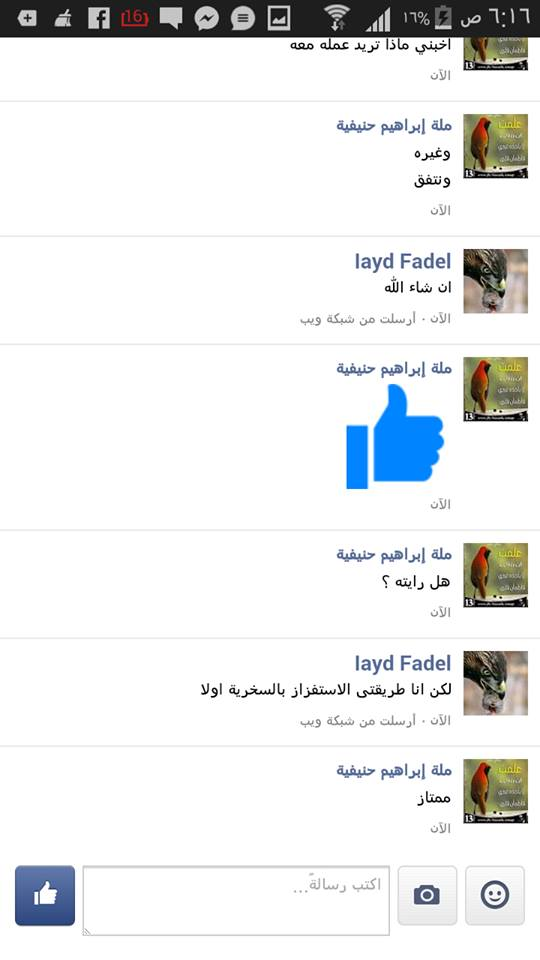 ٦:١٦ ص ١٦%
16
اخبني ماذا تريد عمله معه
الآن
ملة إبراهيم حنيفية
وغيره
ونتفق
الآن
Iayd Fadel
ان شاء الله
الآن · أرسلت من شبكة ويب
ملة إبراهيم حنيفية
الآن
ملة إبراهيم حنيفية
هل رايته ؟
الآن
Iayd Fadel
لكن انا طريقتى الاستفزاز بالسخرية اولا
الآن · أرسلت من شبكة ويب
ملة إبراهيم حنيفية
ممتاز
الآن
اكتب رسالةً...